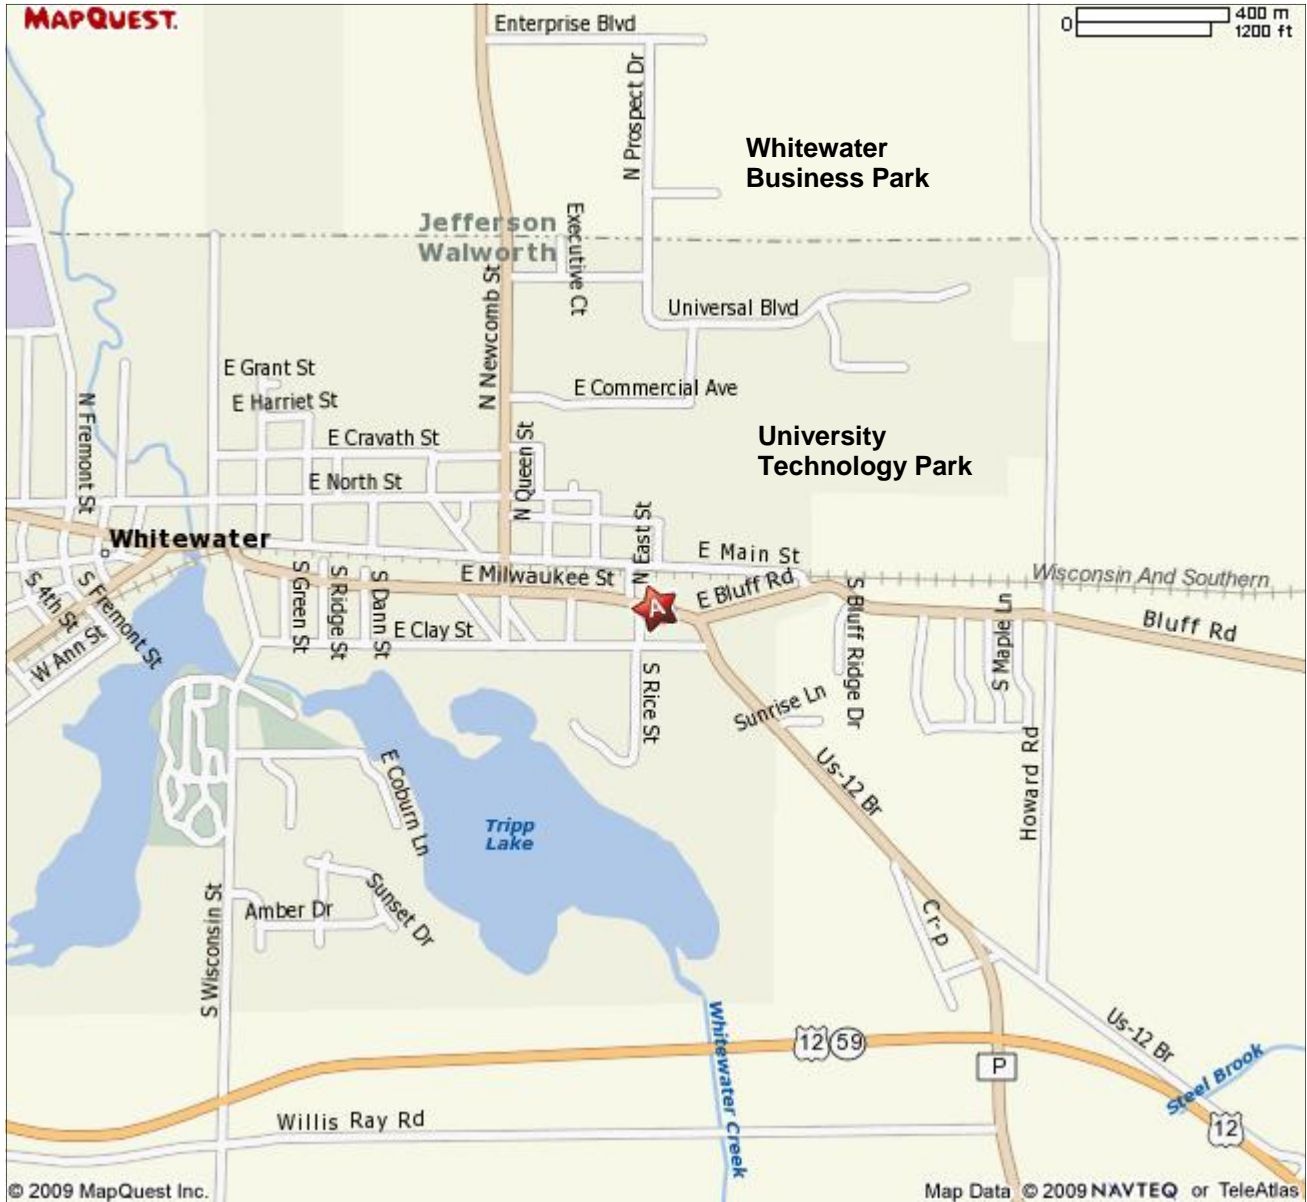 MAPQUEST.
Enterprise Blvd
0
400 m
1200 ft
N Prospect Dr
Whitewater
Business Park
Jefferson
Walworth
Executive Ct
N Newcomb St
Universal Blvd
E Grant St
E Harriet St
E Commercial Ave
N Fremont St
E Cravath St
N Queen St
University
Technology Park
E North St
N East St
Whitewater
E Main St
E Milwaukee St
E Bluff Rd
Wisconsin And Southern
S 4th St
S Fremont St
W Ann St
S Green St
S Ridge St
S Dann St
E Clay St
A
S Rice St
S Bluff Ridge Dr
S Maple Ln
Bluff Rd
Sunrise Ln
Us-12 Br
Howard Rd
E Coburn Ln
Tripp
Lake
S Wisconsin St
Amber Dr
Sunset Dr
Cr-p
Whitewater Creek
12
59
P
Us-12 Br
Steel Brook
12
Willis Ray Rd
© 2009 MapQuest Inc.
Map Data © 2009 NAVTEQ or TeleAtlas